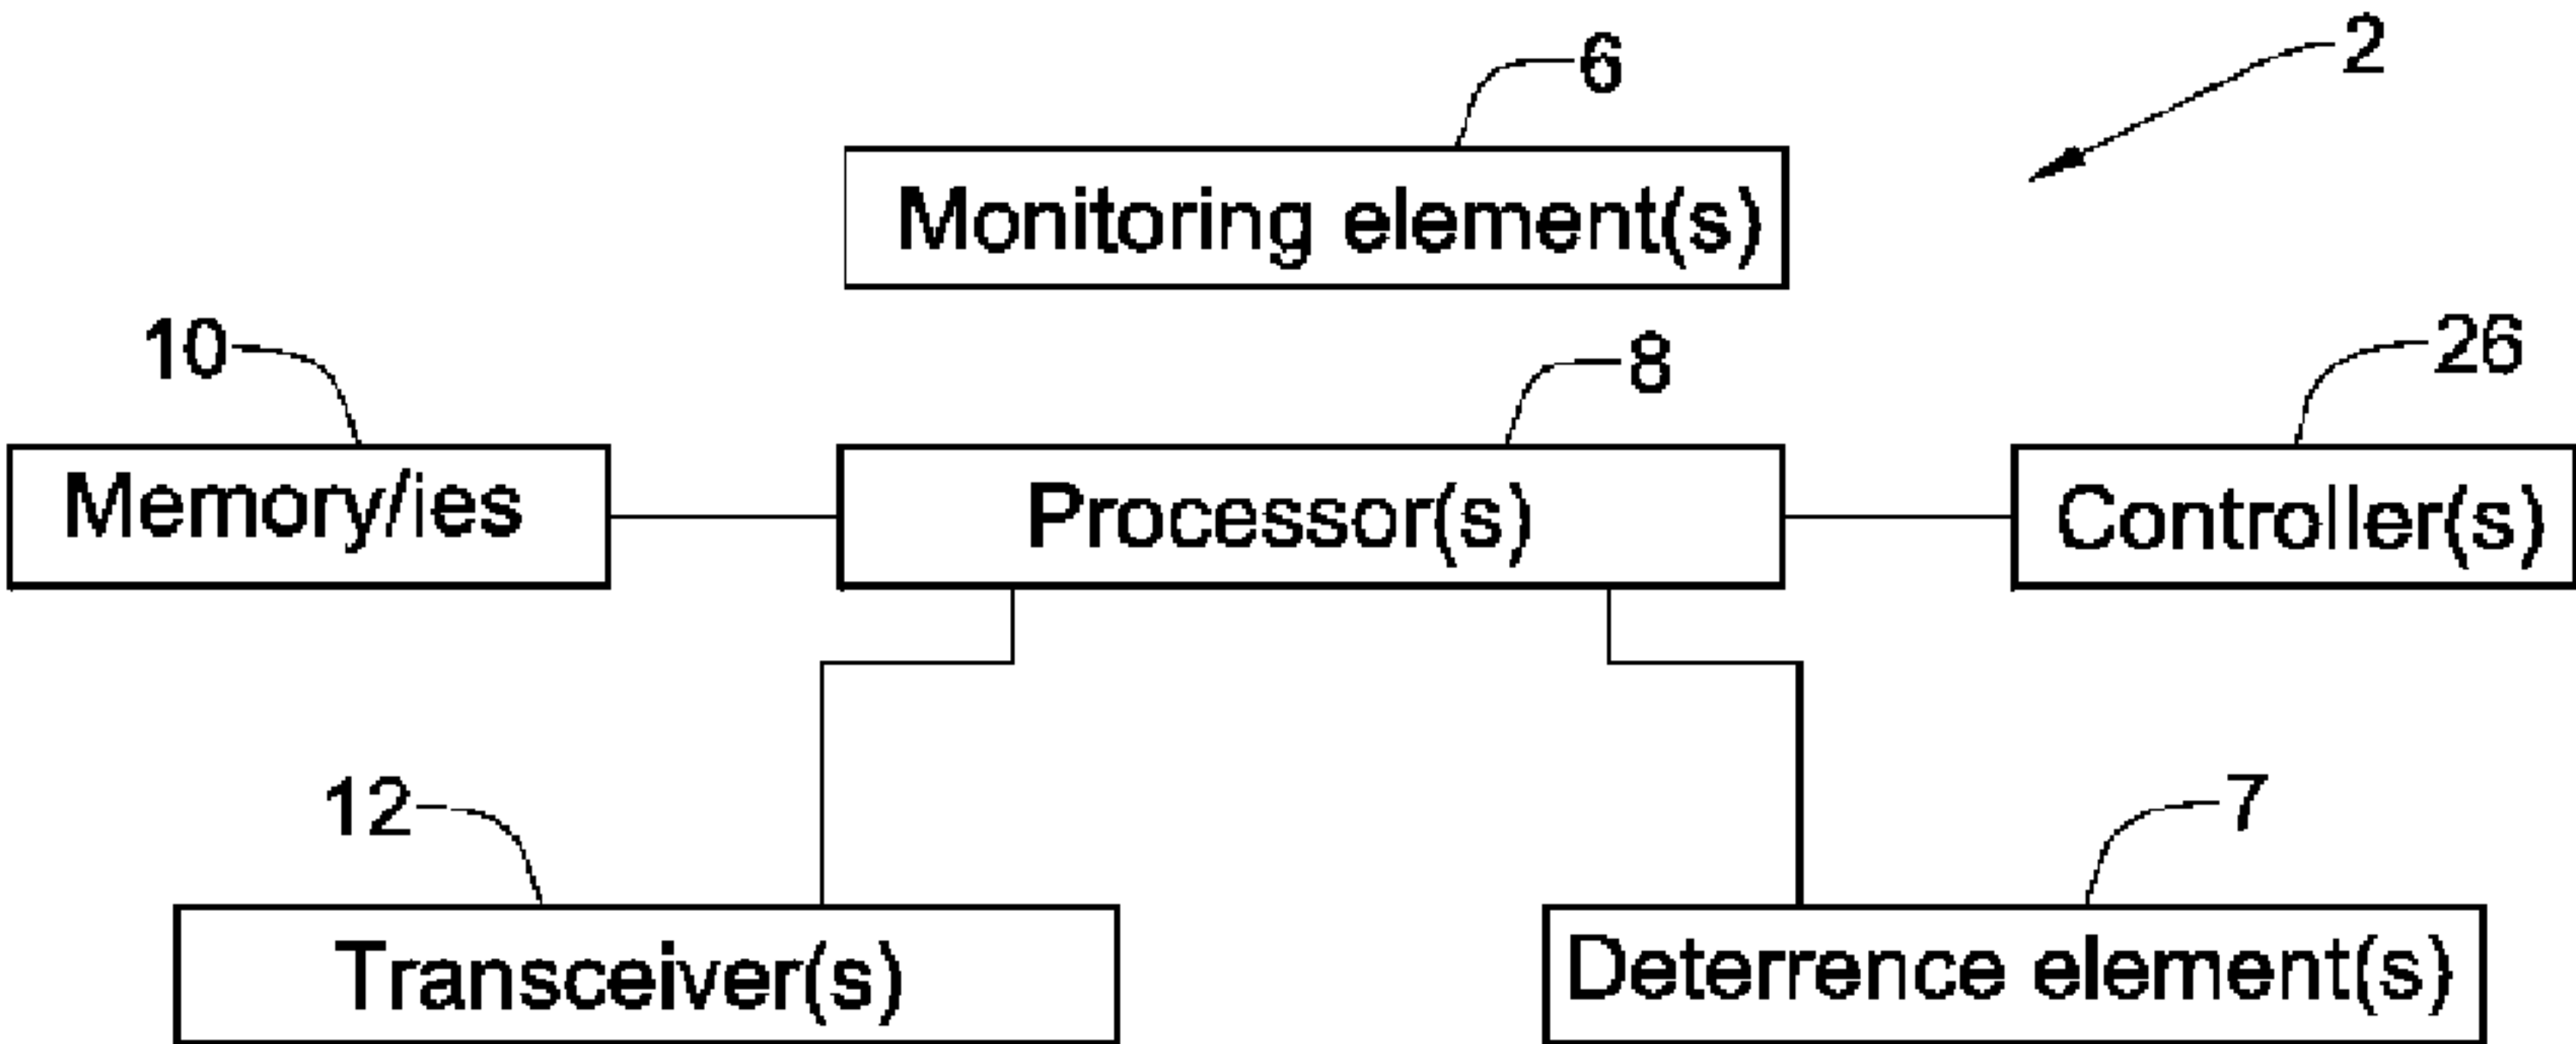 2
6
Monitoring element(s)
10
8
26
Memory/ies
Processor(s)
Controller(s)
12
7
Transceiver(s)
Deterrence element(s)